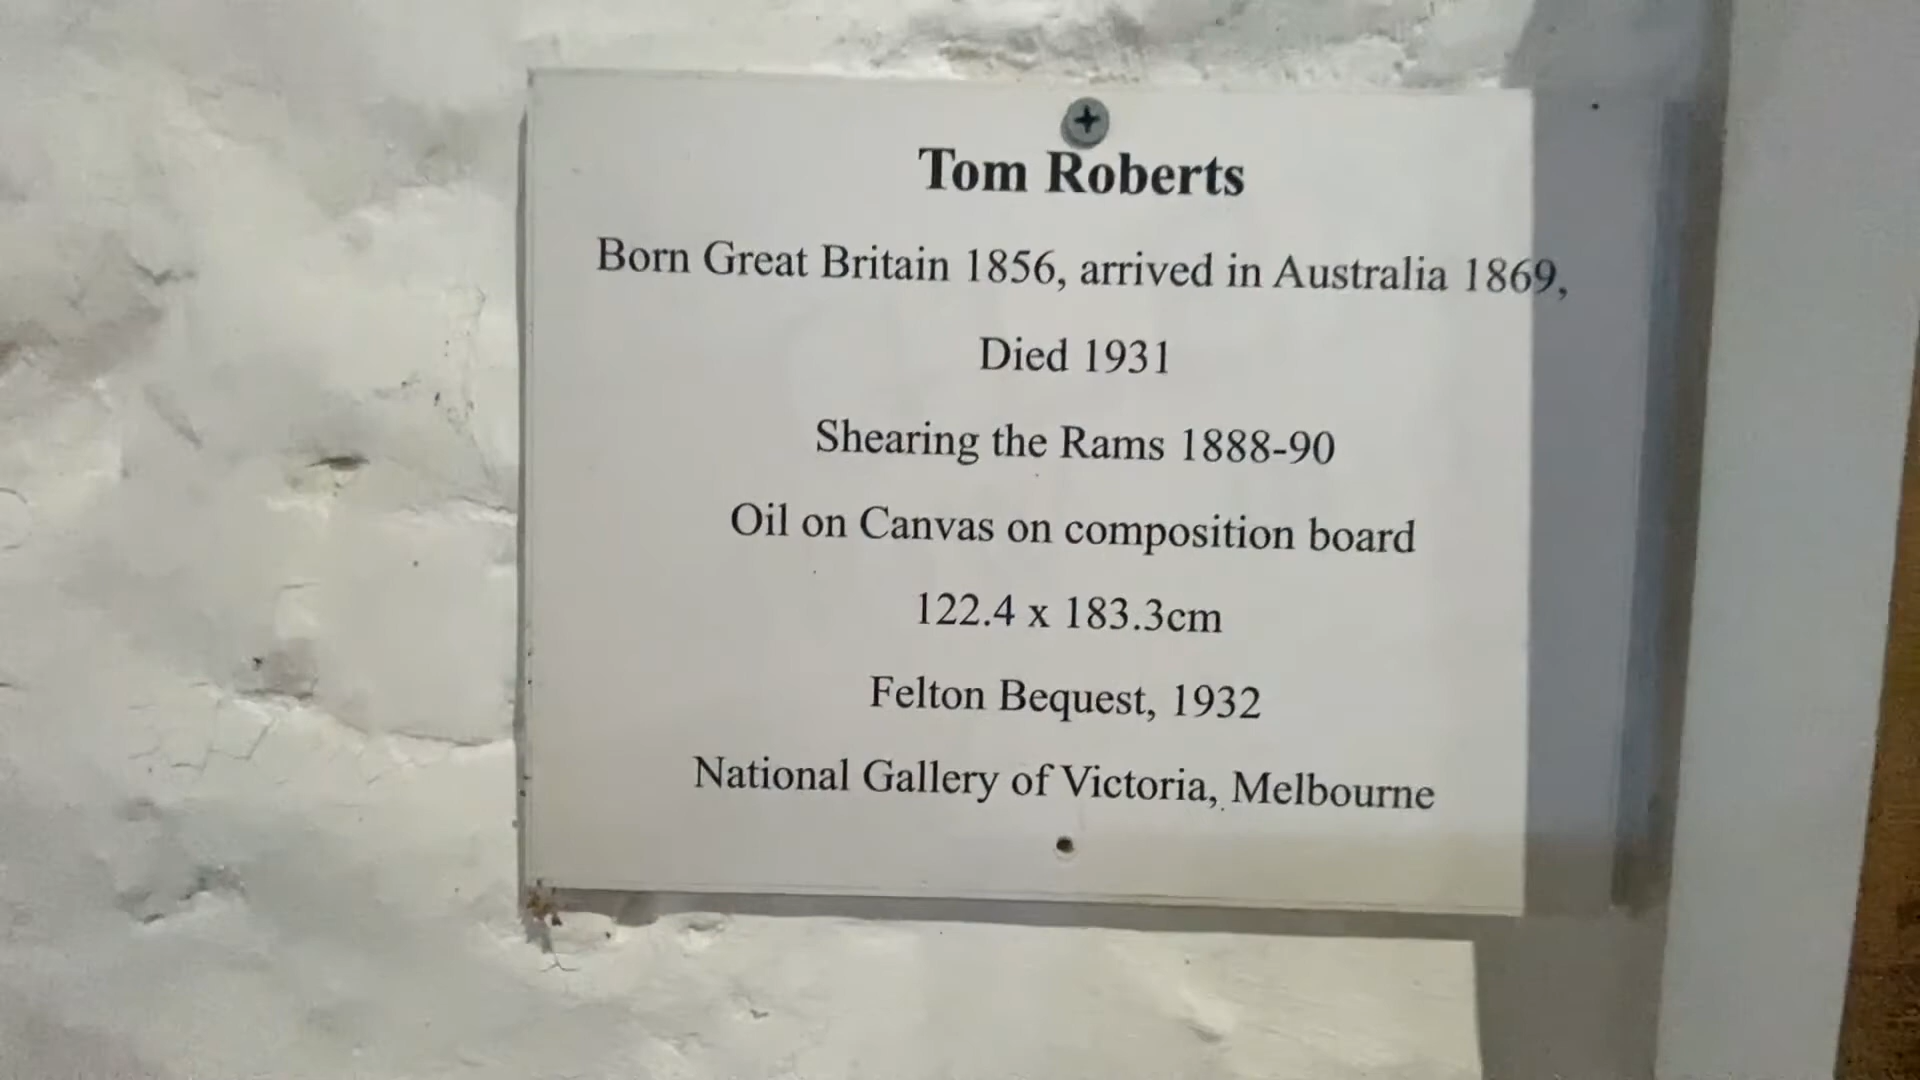 Tom Roberts
Born Great Britain 1856, arrived in Australia 1869,
Died 1931
Shearing the Rams 1888-90
Oil on Canvas on composition board
122.4 x 183.3cm
Felton Bequest, 1932
National Gallery of Victoria, Melbourne